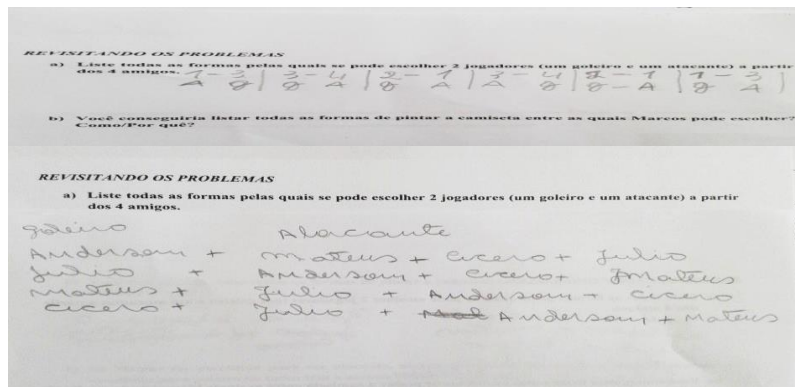 REVISITANDO OS PROBLEMAS
a) Liste todas as formas pelas quais se pode escolher 2 jogadores (um goleiro e um atacante) a partir
dos 4 amigos.
b) Você conseguiria listar todas as formas de pintar a camiseta entre as quais Marcos pode escolher?
Como/Por quê?
REVISITANDO OS PROBLEMAS
a) Liste todas as formas pelas quais se pode escolher 2 jogadores (um goleiro e um atacante) a partir
dos 4 amigos.
goleiro Atacante
Anderson + Mateus + Cicero + Julio
Julio + Anderson + Cicero + Mateus
Mateus + Julio + Anderson + Cicero
Cicero + Julio + Anderson + Mateus